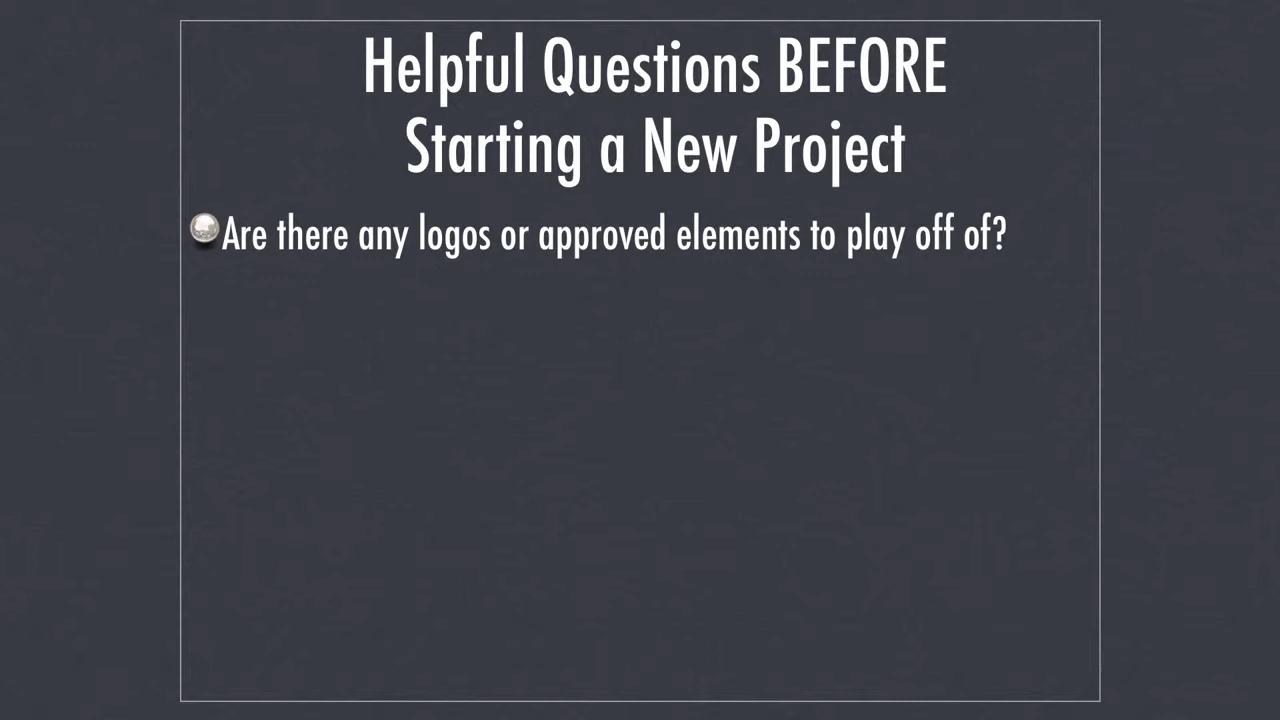 Helpful Questions BEFORE
Starting a New Project
Are there any logos or approved elements to play off of?